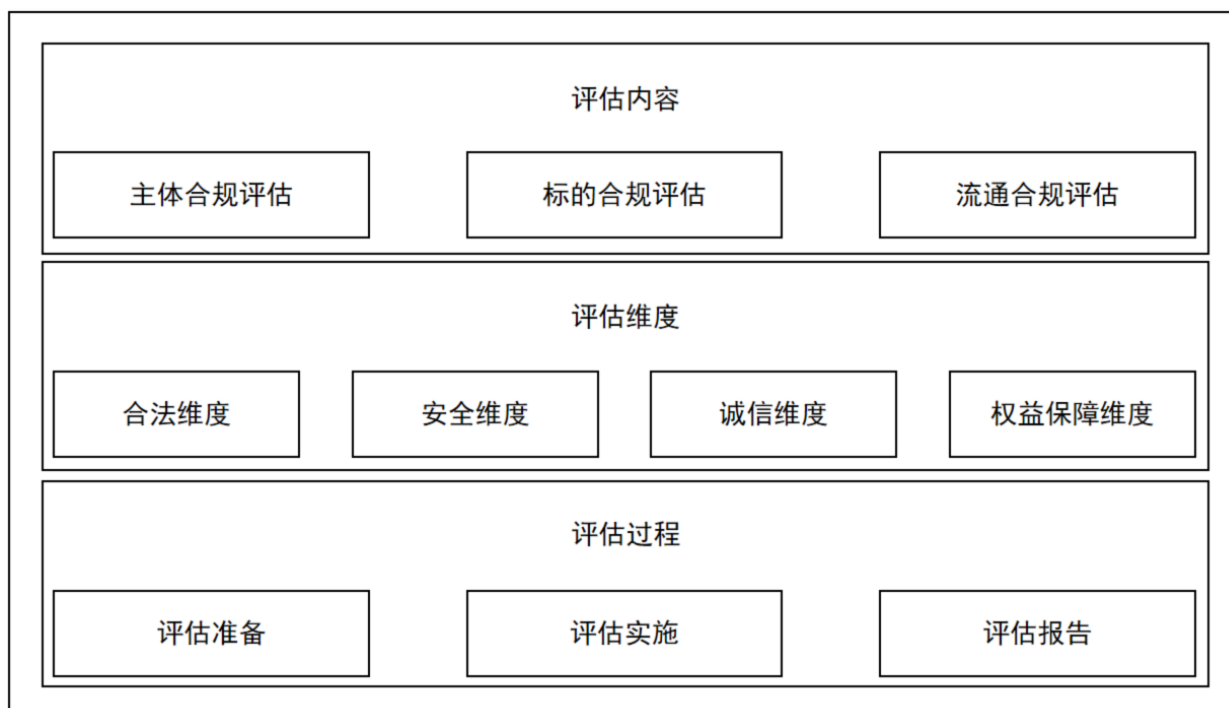 评估内容
主体合规评估 标的合规评估 流通合规评估
评估维度
合法维度 安全维度 诚信维度 权益保障维度
评估过程
评估准备 评估实施 评估报告